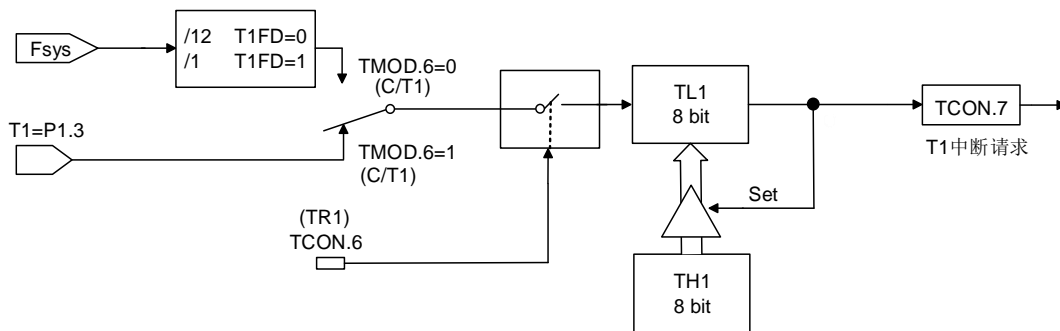 Fsys
/12 T1FD=0
/1 T1FD=1
TMOD.6=0
(C/T1)
T1=P1.3
TMOD.6=1
(C/T1)
(TR1)
TCON.6
TL1
8 bit
TCON.7
T1中断请求
Set
TH1
8 bit